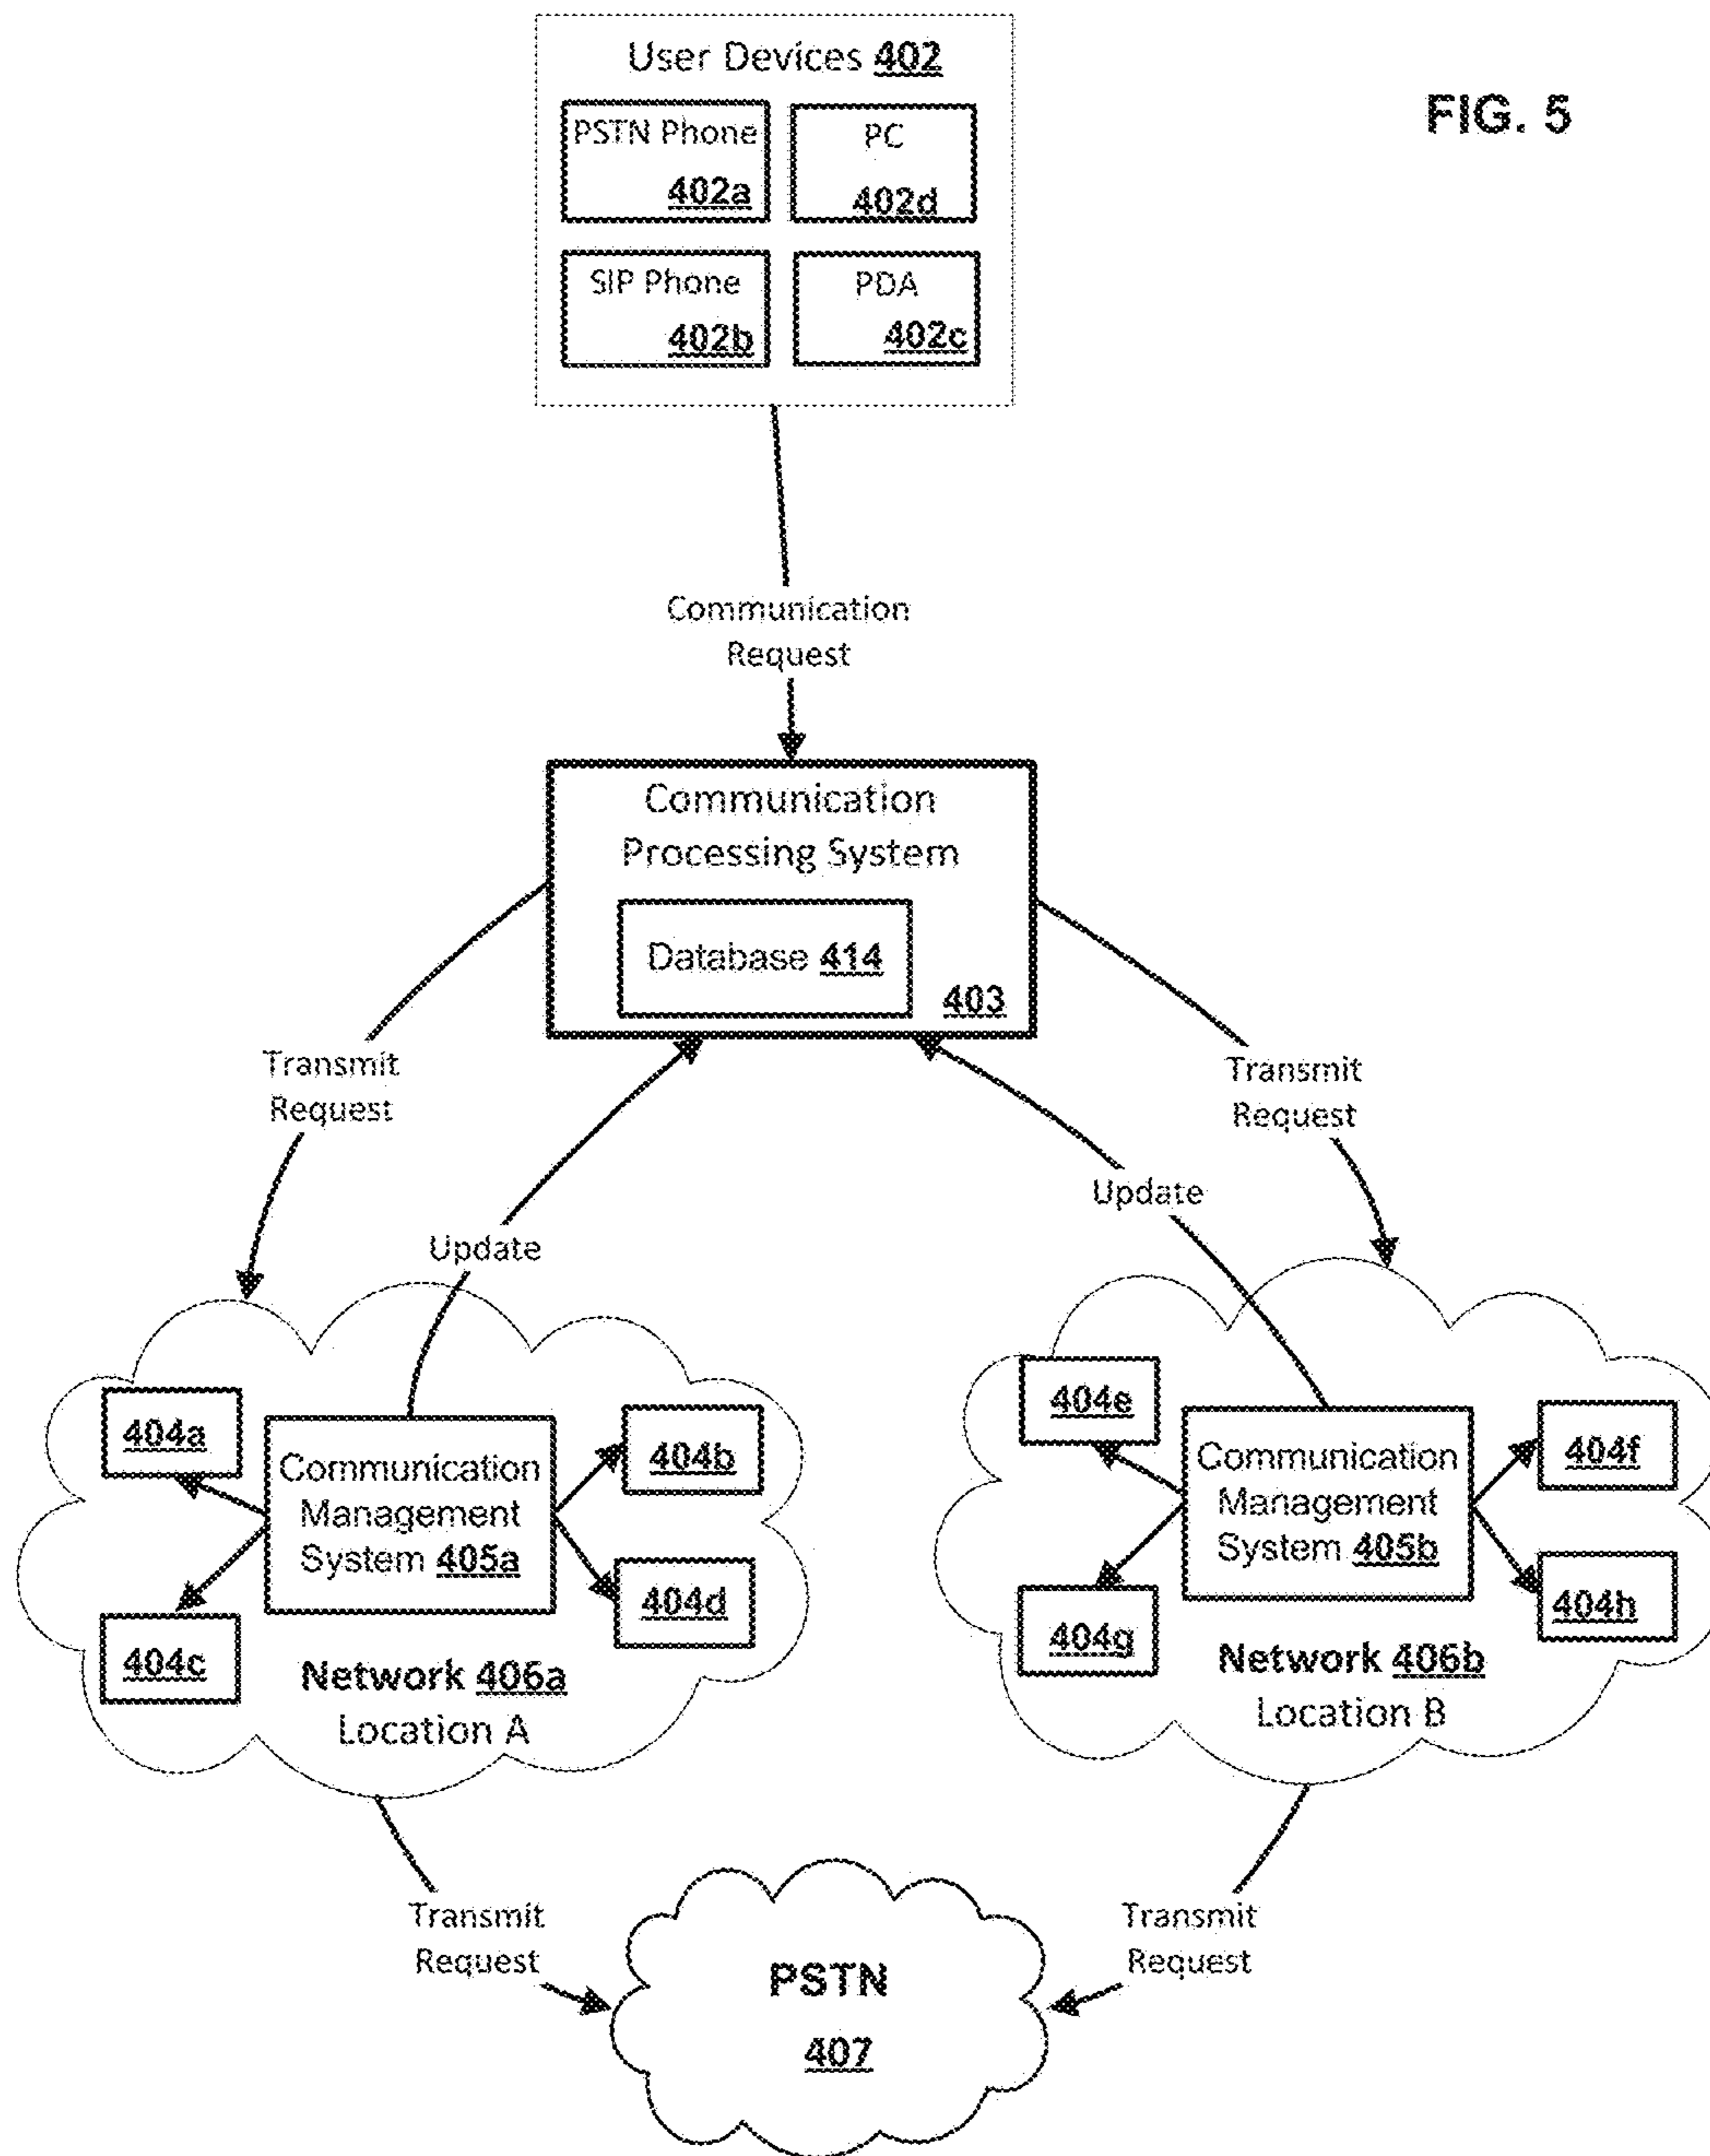 FIG. 5
User Devices 402
PSTN Phone
402a
PC
402d
SIP Phone
402b
PDA
402c
Communication
Request
Communication
Processing System
Database 414
403
Transmit
Request
Transmit
Request
Update
Update
404a
Communication
Management
System 405a
404b
404c
404d
Network 406a
Location A
404e
Communication
Management
System 405b
404f
404g
404h
Network 406b
Location B
Transmit
Request
Transmit
Request
PSTN
407